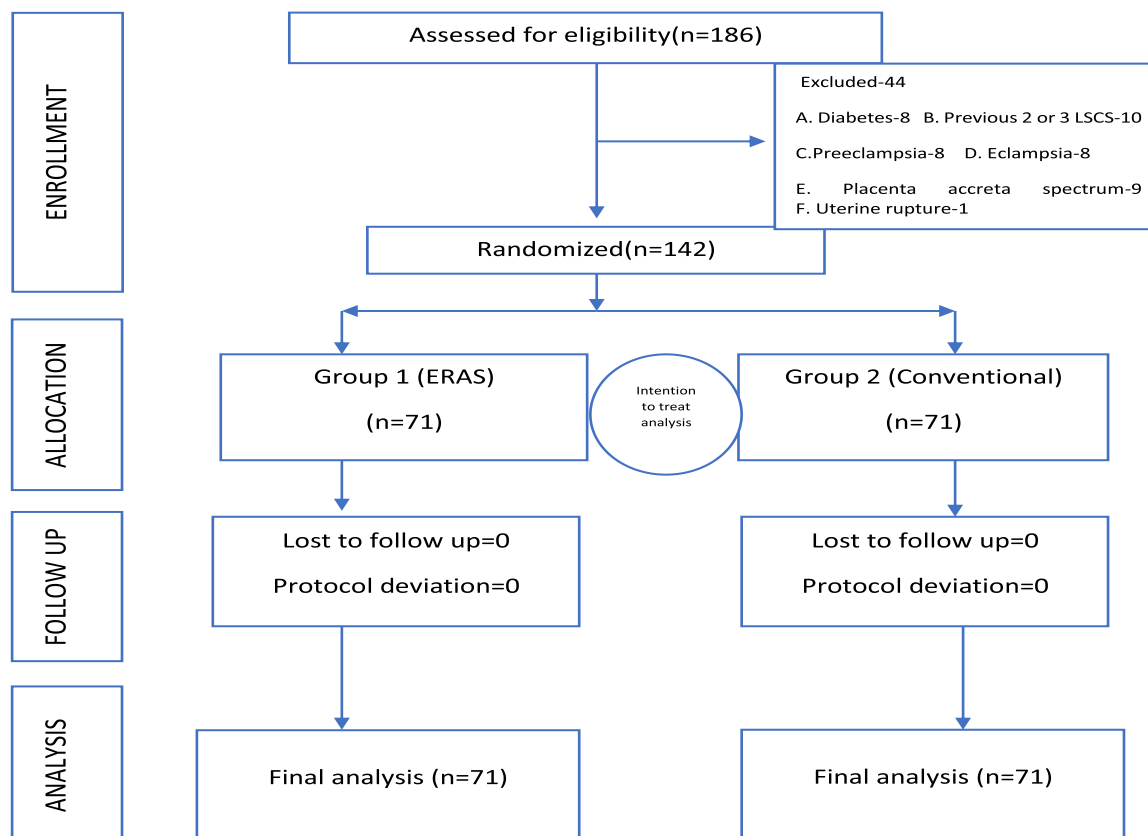 ENROLLMENT
Assessed for eligibility(n=186)
Excluded-44
A. Diabetes-8 B. Previous 2 or 3 LSCS-10
C.Preeclampsia-8 D. Eclampsia-8
E. Placenta accreta spectrum-9
F. Uterine rupture-1
Randomized(n=142)
ALLOCATION
Group 1 (ERAS)
(n=71)
Intention
to treat
analysis
Group 2 (Conventional)
(n=71)
FOLLOW UP
Lost to follow up=0
Protocol deviation=0
Lost to follow up=0
Protocol deviation=0
ANALYSIS
Final analysis (n=71)
Final analysis (n=71)